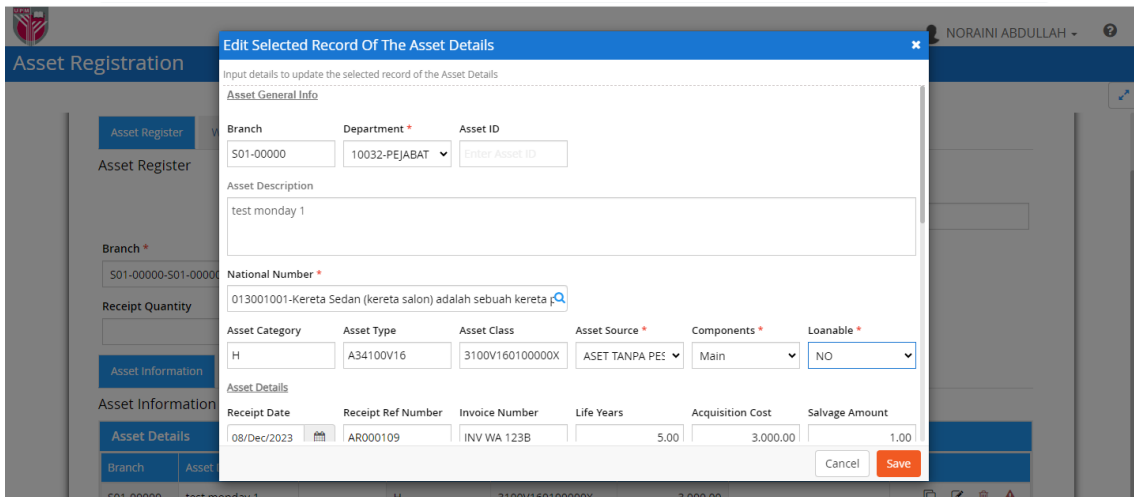 UPM
NORAINI ABDULLAH
Asset Registration
Edit Selected Record Of The Asset Details
Input details to update the selected record of the Asset Details
Asset General Info
Branch Department * Asset ID
S01-00000 10032-PEJABAT Enter Asset ID
Asset Description
test monday 1
National Number *
013001001-Kereta Sedan (kereta salon) adalah sebuah kereta p
Asset Category Asset Type Asset Class Asset Source * Components * Loanable *
H A34100V16 3100V160100000X ASET TANPA PES Main NO
Asset Details
Receipt Date Receipt Ref Number Invoice Number Life Years Acquisition Cost Salvage Amount
08/Dec/2023 AR000109 INV WA 123B 5.00 3,000.00 1.00
Cancel Save
Asset Register W
Asset Register
Branch *
S01-00000-S01-00000
Receipt Quantity
Asset Information
Asset Information
Asset Details
Branch Asset
S01-00000 test monday 1 H 3100V160100000X 3,000.00